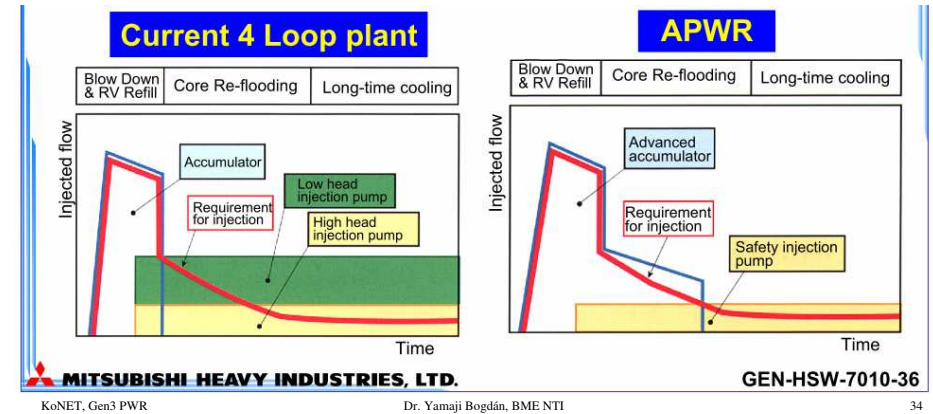 Current 4 Loop plant
Blow Down
& RV Refill
Core Re-flooding
Long-time cooling
Injected flow
Accumulator
Low head
injection pump
Requirement
for injection
High head
injection pump
Time
APWR
Blow Down
& RV Refill
Core Re-flooding
Long-time cooling
Injected flow
Advanced
accumulator
Requirement
for injection
Safety injection
pump
Time
MITSUBISHI HEAVY INDUSTRIES, LTD.
GEN-HSW-7010-36
KoNET, Gen3 PWR
Dr. Yamaji Bogdán, BME NTI
34